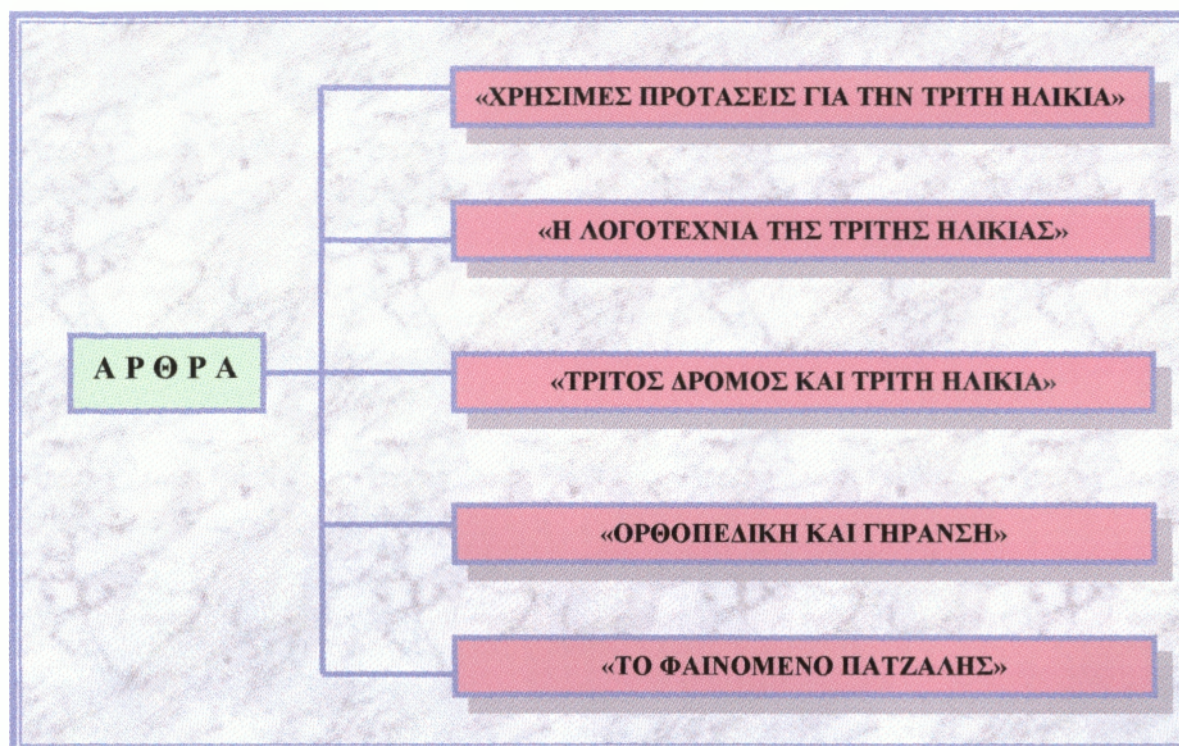 «ΧΡΗΣΙΜΕΣ ΠΡΟΤΑΣΕΙΣ ΓΙΑ ΤΗΝ ΤΡΙΤΗ ΗΛΙΚΙΑ»
«Η ΛΟΓΟΤΕΧΝΙΑ ΤΗΣ ΤΡΙΤΗΣ ΗΛΙΚΙΑΣ»
Α Ρ Θ Ρ Α
«ΤΡΙΤΟΣ ΔΡΟΜΟΣ ΚΑΙ ΤΡΙΤΗ ΗΛΙΚΙΑ»
«ΟΡΘΟΠΕΔΙΚΗ ΚΑΙ ΓΗΡΑΝΣΗ»
«ΤΟ ΦΑΙΝΟΜΕΝΟ ΠΑΤΖΑΛΗΣ»